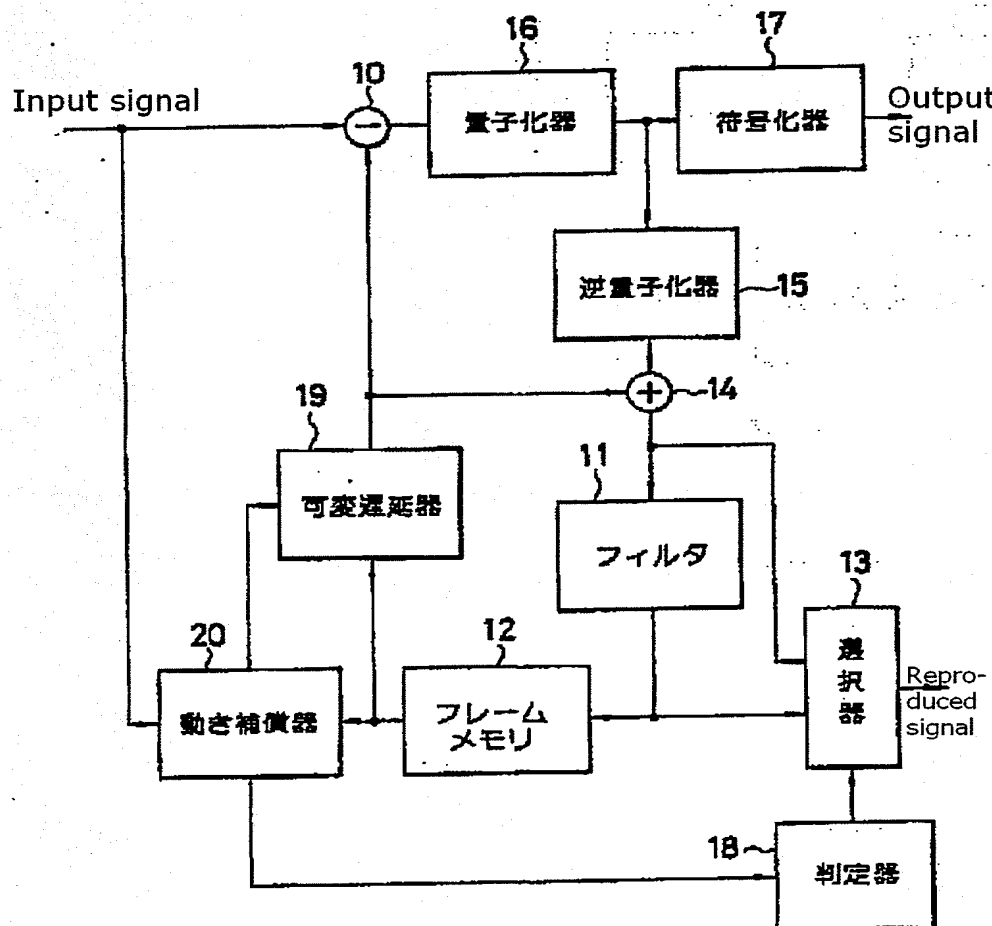 16
17
10
Input signal
−
量子化器
符号化器
Output
signal
逆量子化器
15
+
14
19
11
可変遅延器
フィルタ
13
20
12
選
択
器
Repro-
duced
signal
動き補償器
フレーム
メモリ
18
判定器